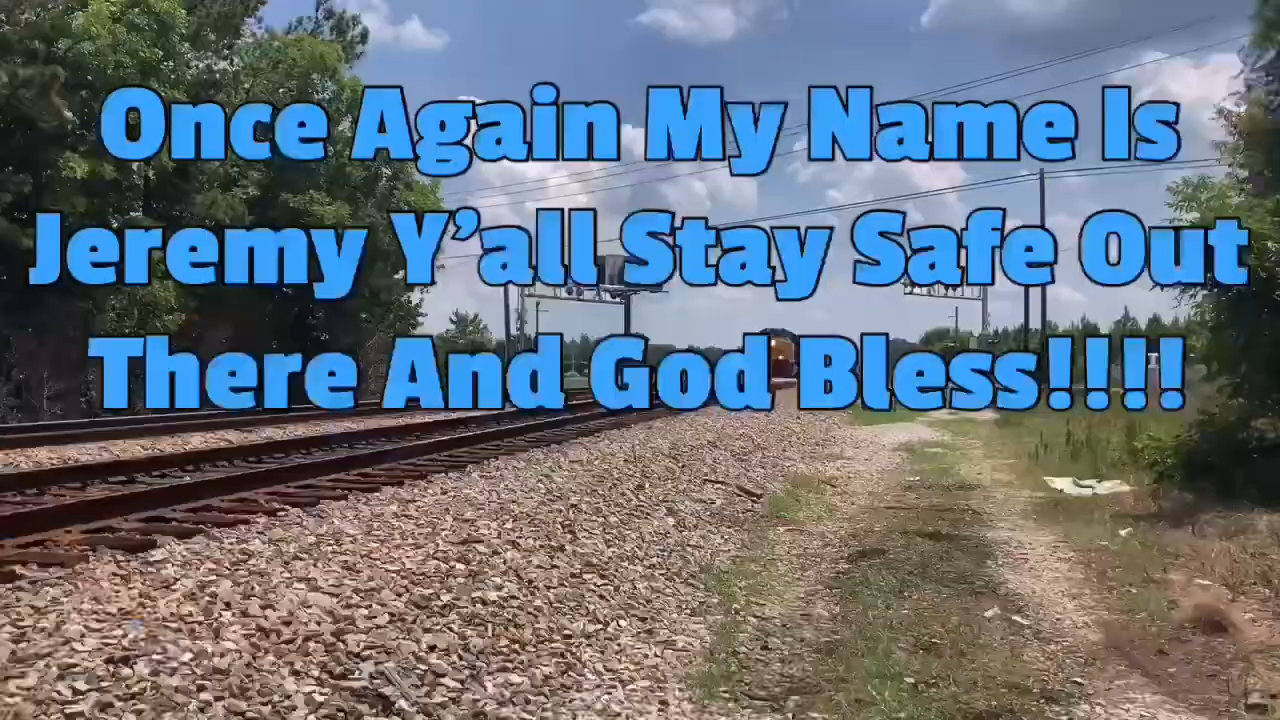 Once Again My Name Is
Jeremy Y’all Stay Safe Out
There And God Bless!!!!